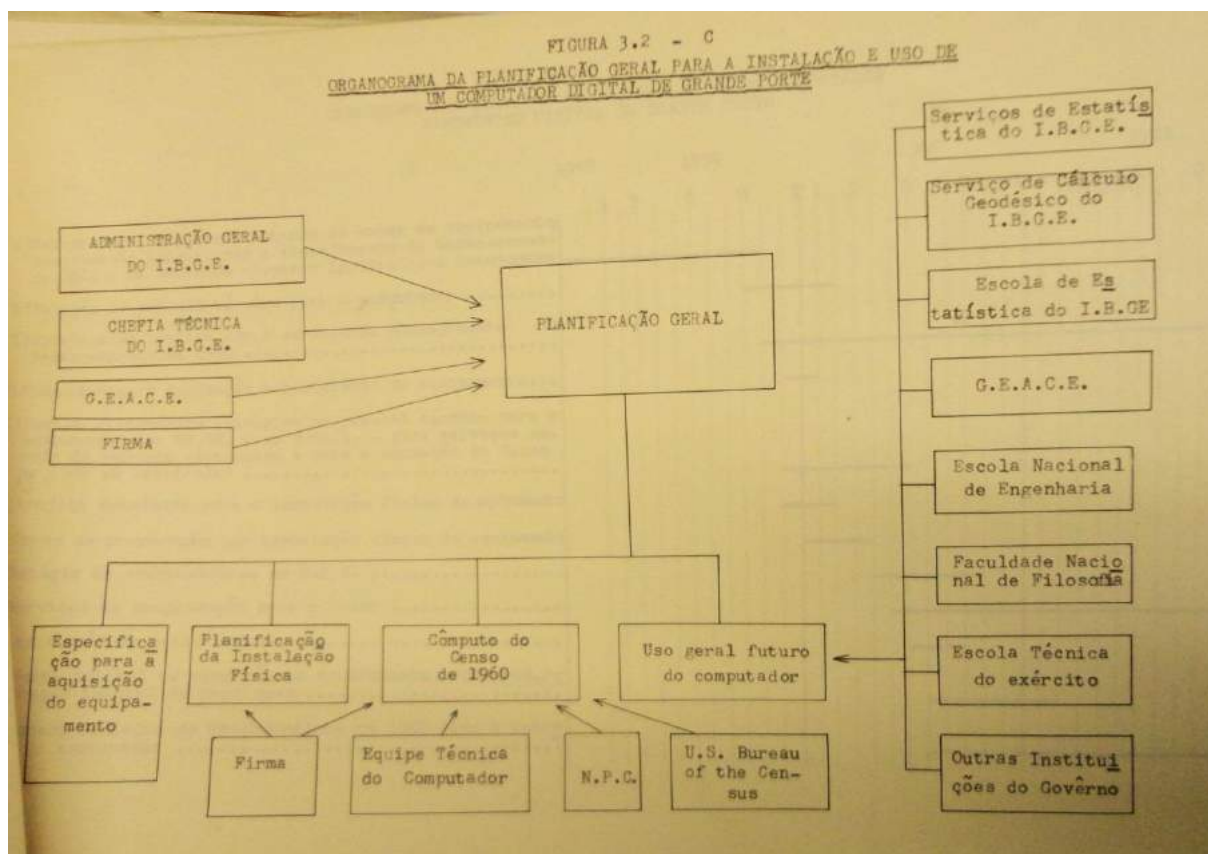 FIGURA 3.2 - C
ORGANOGRAMA DA PLANIFICAÇÃO GERAL PARA A INSTALAÇÃO E USO DE
UM COMPUTADOR DIGITAL DE GRANDE PORTE
ADMINISTRAÇÃO GERAL
DO I.B.G.E.
CHEFIA TÉCNICA
DO I.B.G.E.
G.E.A.C.E.
FIRMA
PLANIFICAÇÃO GERAL
Serviços de Estatís
tica do I.B.G.E.
Serviço de Cálculo
Geodésico do
I.B.G.E.
Escola de Es
tatística do I.B.GE
G.E.A.C.E.
Escola Nacional
de Engenharia
Faculdade Nacio
nal de Filosofia
Escola Técnica
do exército
Outras Institui
ções do Govêrno
Especifica
ção para a
aquisição
do equipa-
mento
Planificação
da Instalação
Física
Cômputo do
Censo
de 1960
Uso geral futuro
do computador
Firma
Equipe Técnica
do Computador
N.P.C.
U.S. Bureau
of the Cen-
sus